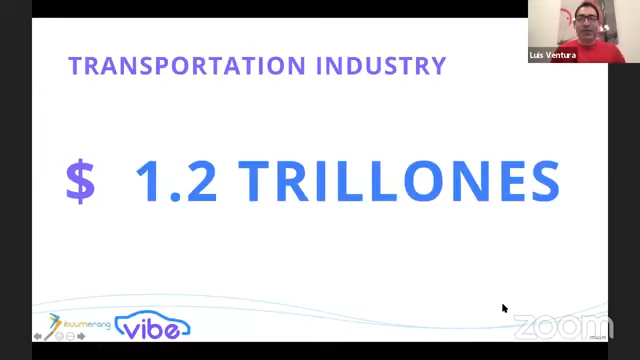 Luis Ventura
TRANSPORTATION INDUSTRY
$ 1.2 TRILLONES
ibuumerang
vibe
zoom